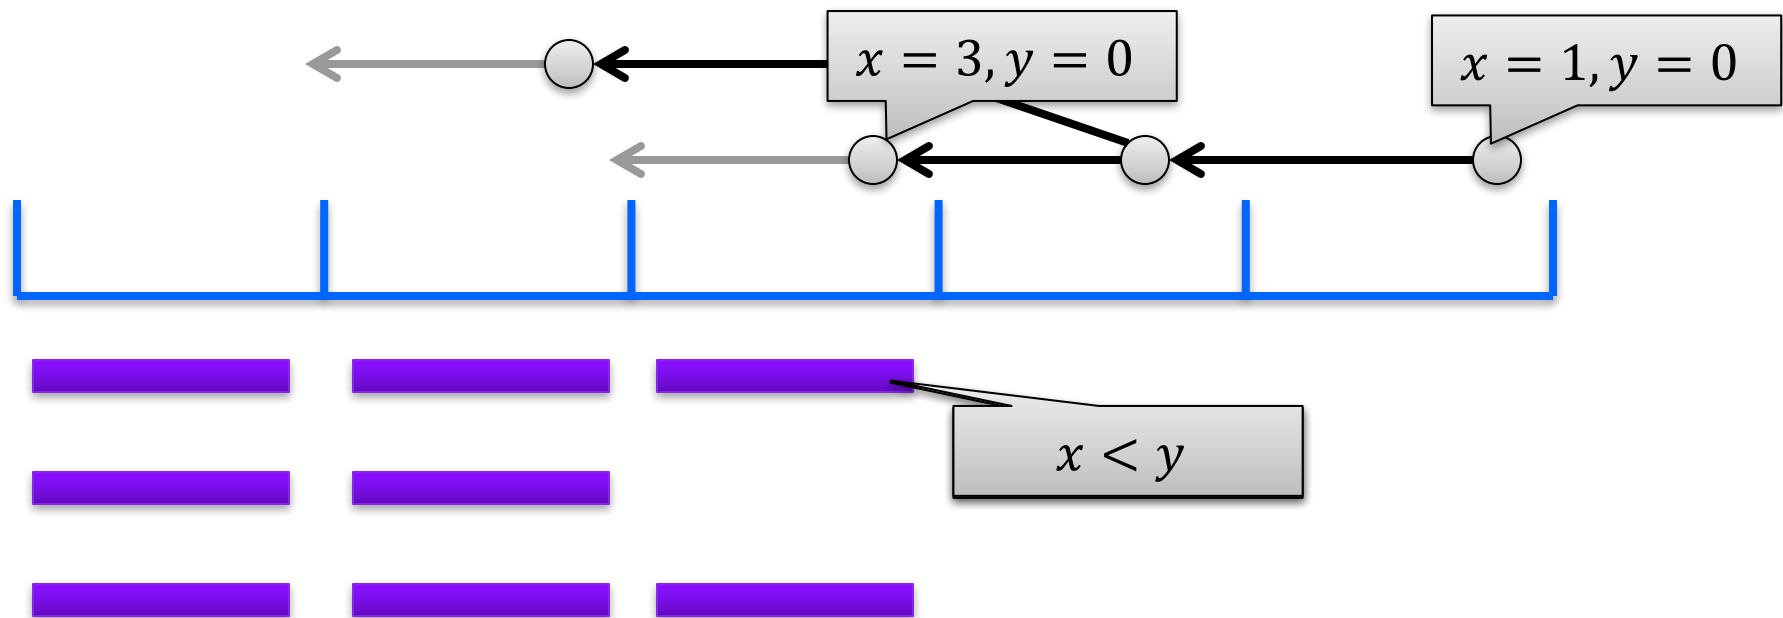 x = 3, y = 0
x = 1, y = 0
x < y